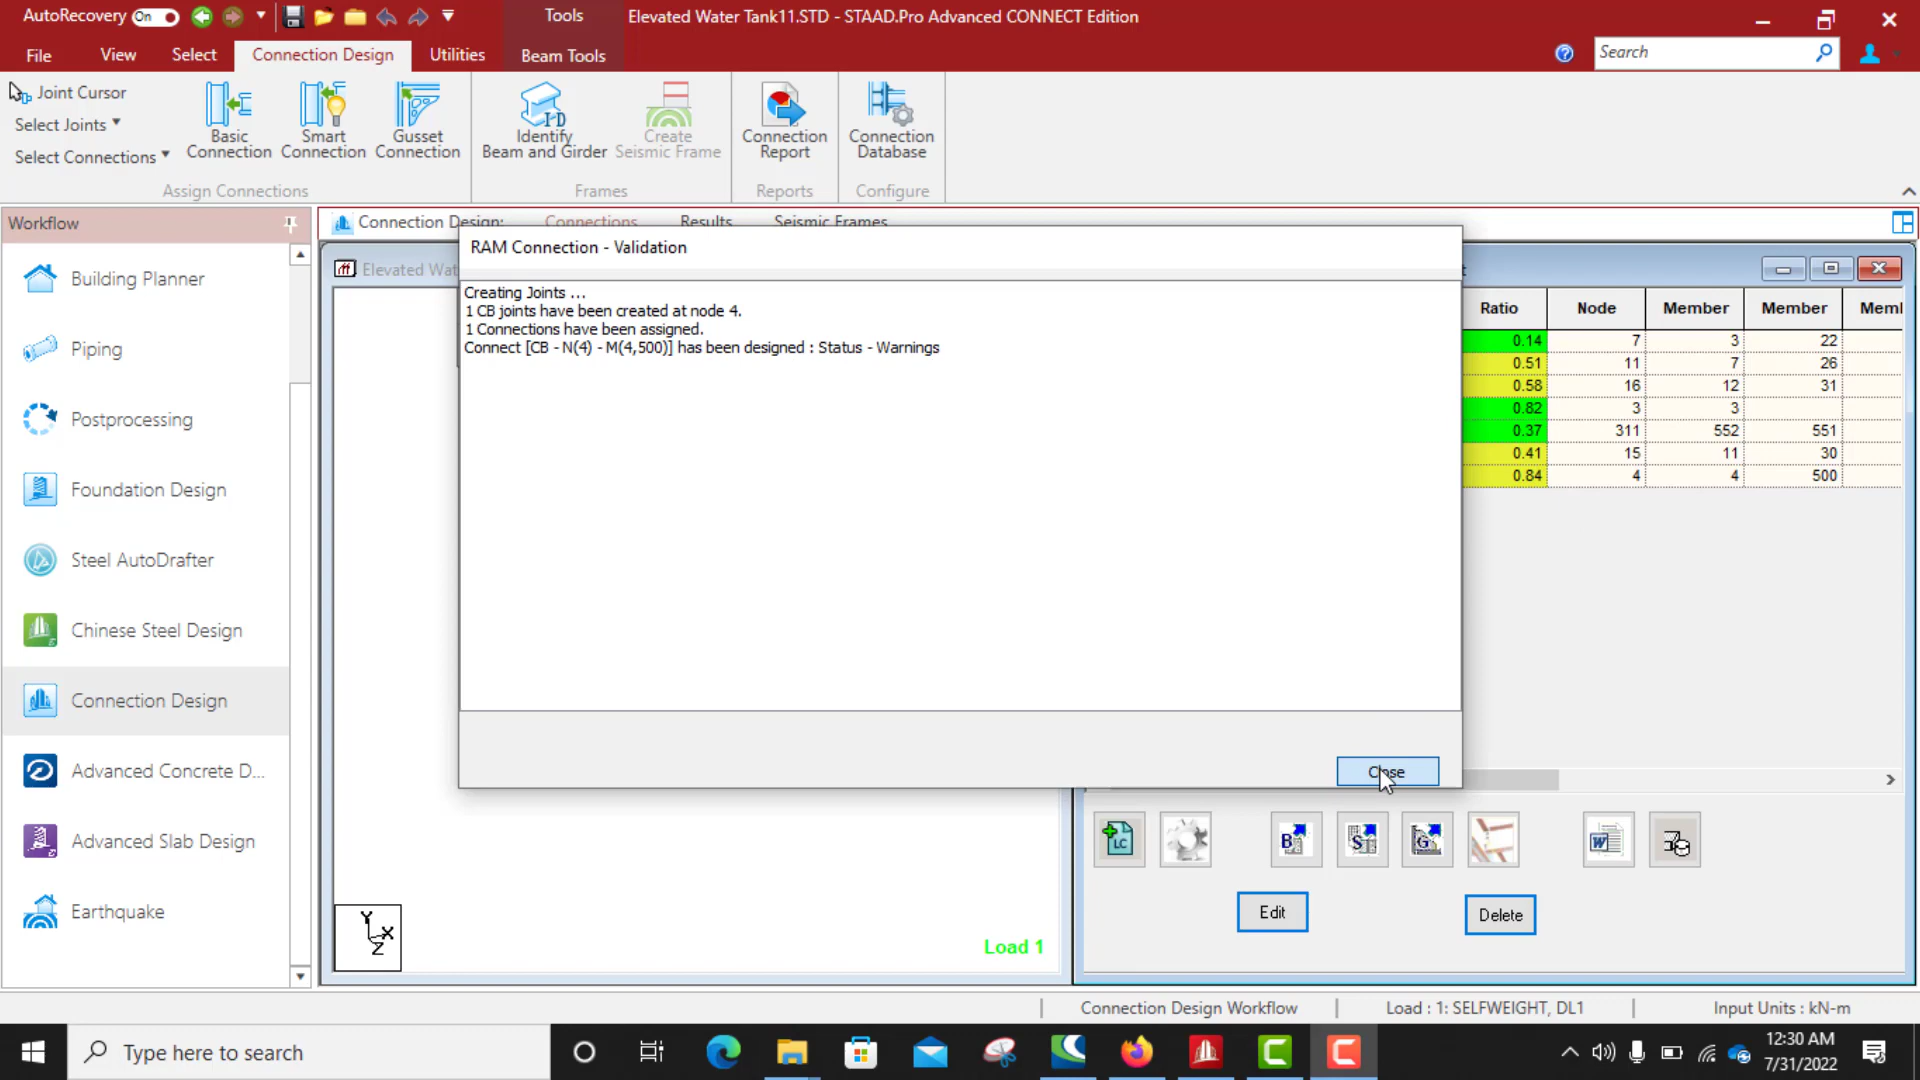 AutoRecovery On
Tools
Elevated Water Tank11.STD - STAAD.Pro Advanced CONNECT Edition
File
View
Select
Connection Design
Utilities
Beam Tools
Search
Joint Cursor
Select Joints
Select Connections
Basic
Connection
Smart
Connection
Gusset
Connection
Identify
Beam and Girder
Create
Seismic Frame
Connection
Report
Connection
Database
Assign Connections
Frames
Reports
Configure
Workflow
Building Planner
Piping
Postprocessing
Foundation Design
Steel AutoDrafter
Chinese Steel Design
Connection Design
Advanced Concrete D...
Advanced Slab Design
Earthquake
Connection Design:
Connections
Results
Seismic Frames
Elevated Wat
RAM Connection - Validation
Creating Joints ...
1 CB joints have been created at node 4.
1 Connections have been assigned.
Connect [CB - N(4) - M(4,500)] has been designed : Status - Warnings
Close
Ratio Node Member Member Meml
0.14 7 3 22
0.51 11 7 26
0.58 16 12 31
0.82 3 3
0.37 311 552 551
0.41 15 11 30
0.84 4 4 500
LC
B
S
G
W
Edit
Delete
Y
X
Z
Load 1
Connection Design Workflow
Load : 1: SELFWEIGHT, DL1
Input Units : kN-m
Type here to search
12:30 AM
7/31/2022